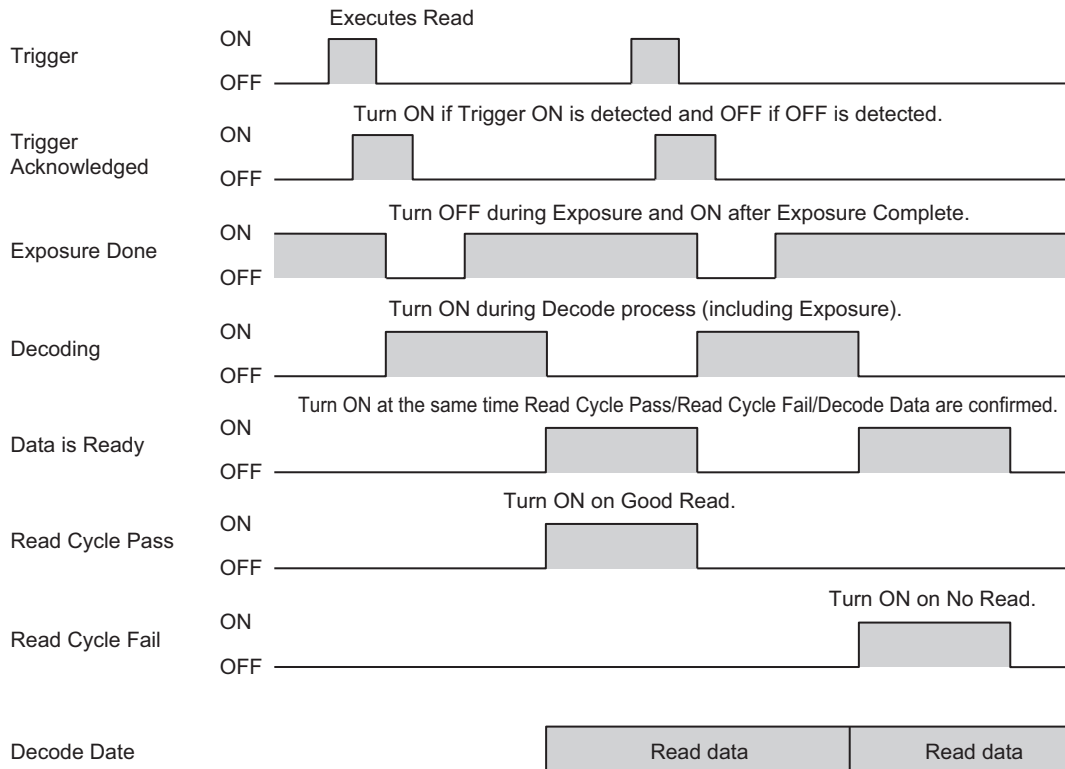 Executes Read
Trigger
ON
OFF
Turn ON if Trigger ON is detected and OFF if OFF is detected.
Trigger
Acknowledged
ON
OFF
Turn OFF during Exposure and ON after Exposure Complete.
Exposure Done
ON
OFF
Turn ON during Decode process (including Exposure).
Decoding
ON
OFF
Turn ON at the same time Read Cycle Pass/Read Cycle Fail/Decode Data are confirmed.
Data is Ready
ON
OFF
Turn ON on Good Read.
Read Cycle Pass
ON
OFF
Turn ON on No Read.
Read Cycle Fail
ON
OFF
Decode Date
Read data
Read data